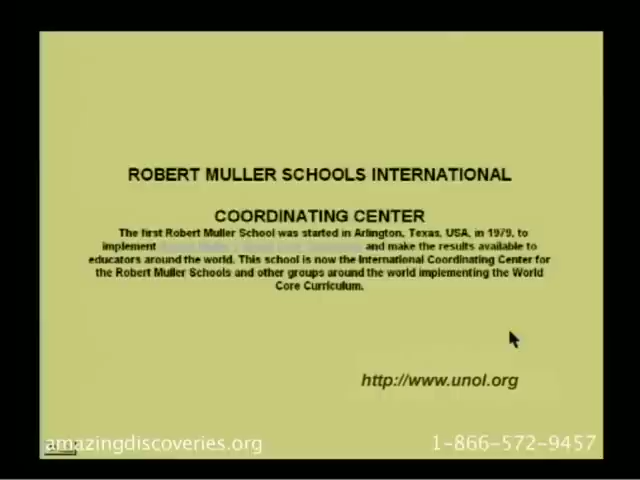 ROBERT MULLER SCHOOLS INTERNATIONAL
COORDINATING CENTER
The first Robert Muller School was started in Arlington, Texas, USA, in 1979, to
implement and make the results available to
educators around the world. This school is now the International Coordinating Center for
the Robert Muller Schools and other groups around the world implementing the World
Core Curriculum.
http://www.unol.org
amazingdiscoveries.org
1-866-572-9457